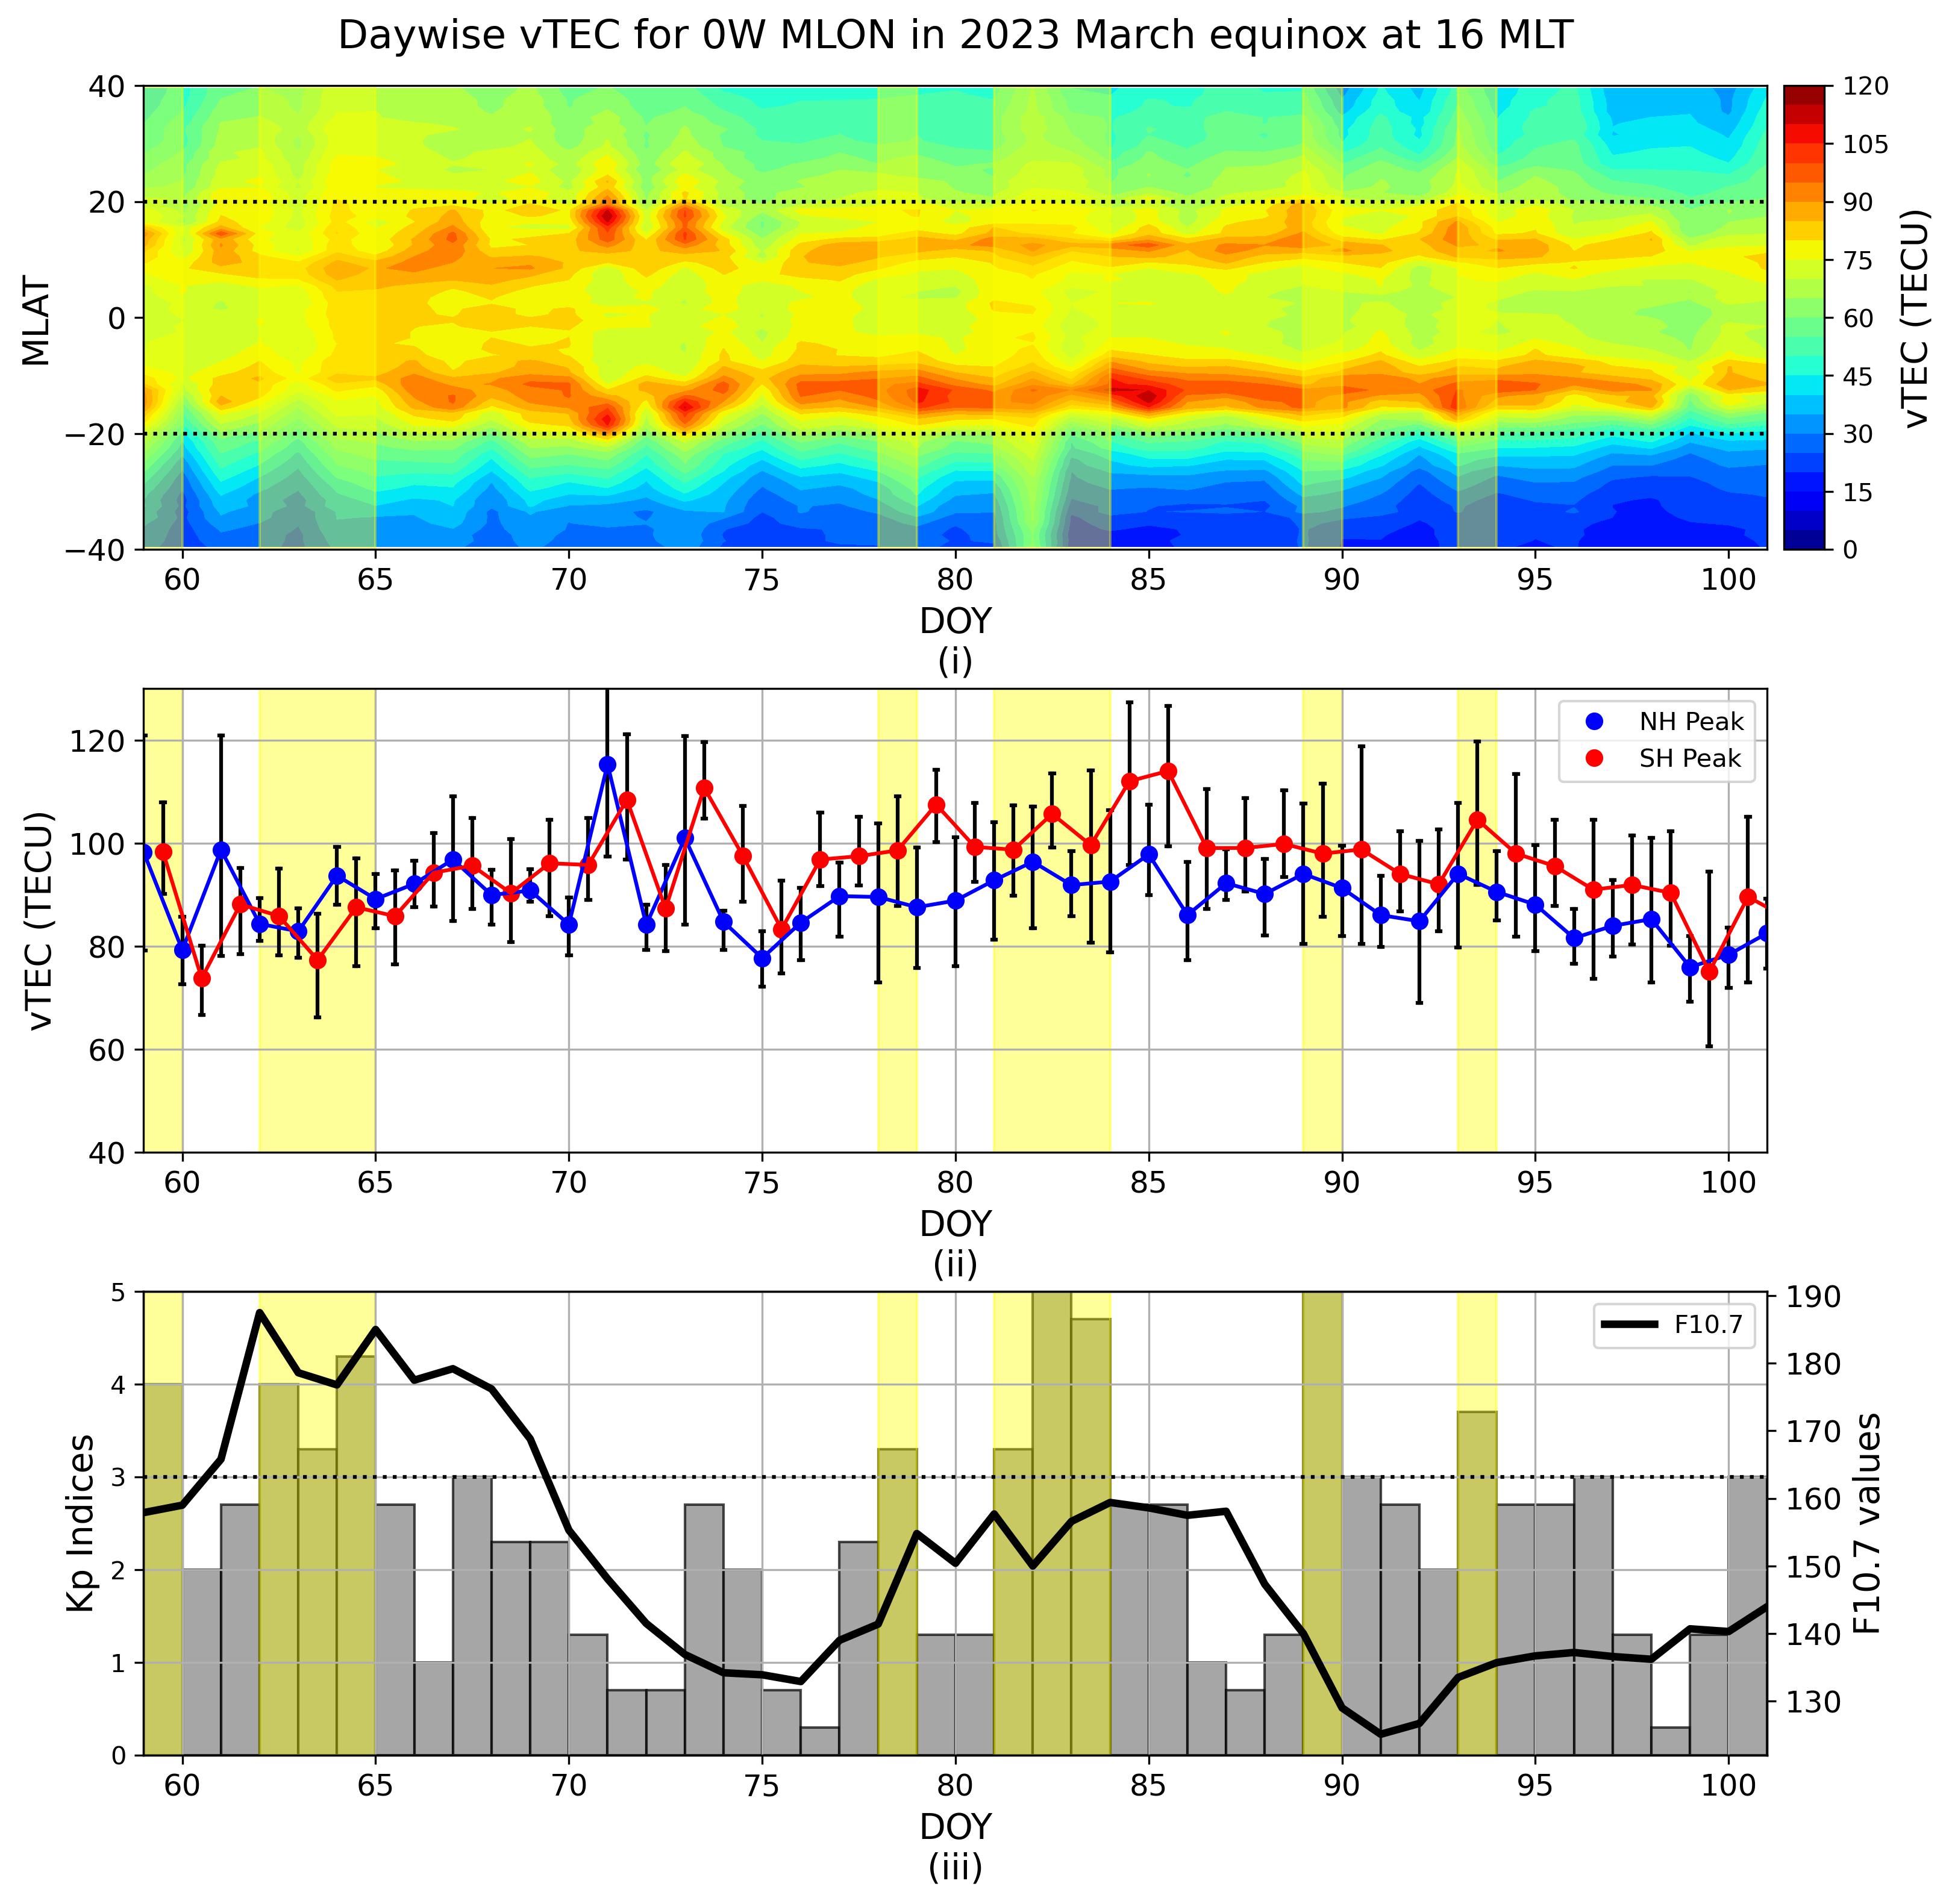 Daywise vTEC for 0W MLON in 2023 March equinox at 16 MLT
MLAT
40
20
0
−20
−40
60 65 70 75 80 85 90 95 100
DOY
(i)
120
105
90
75
60
45
30
15
0
vTEC (TECU)
vTEC (TECU)
120
100
80
60
40
NH Peak
SH Peak
60 65 70 75 80 85 90 95 100
DOY
(ii)
Kp Indices
5
4
3
2
1
0
F10.7
190
180
170
160
150
140
130
F10.7 values
60 65 70 75 80 85 90 95 100
DOY
(iii)